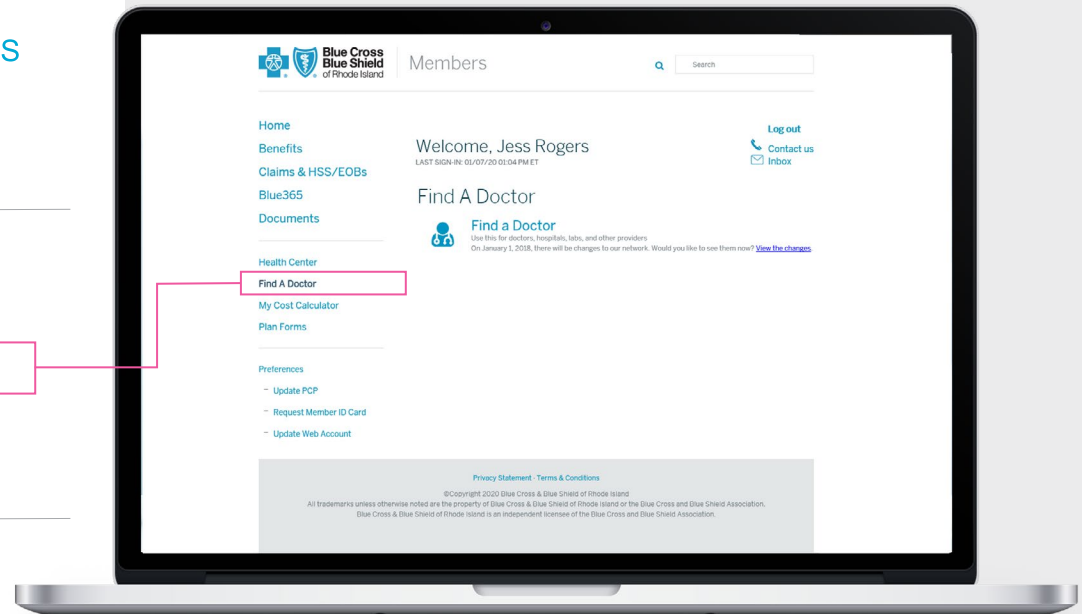 s
Blue Cross
Blue Shield
of Rhode Island
Members
Search
Home
Benefits
Claims & HSS/EOBs
Blue365
Documents
Health Center
Find A Doctor
My Cost Calculator
Plan Forms
Preferences
– Update PCP
– Request Member ID Card
– Update Web Account
Welcome, Jess Rogers
LAST SIGN-IN: 01/07/20 01:04 PM ET
Log out
Contact us
Inbox
Find A Doctor
Find a Doctor
Use this for doctors, hospitals, labs, and other providers
On January 1, 2018, there will be changes to our network. Would you like to see them now? View the changes.
Privacy Statement · Terms & Conditions
©Copyright 2020 Blue Cross & Blue Shield of Rhode Island
All trademarks unless otherwise noted are the property of Blue Cross & Blue Shield of Rhode Island or the Blue Cross and Blue Shield Association.
Blue Cross & Blue Shield of Rhode Island is an independent licensee of the Blue Cross and Blue Shield Association.